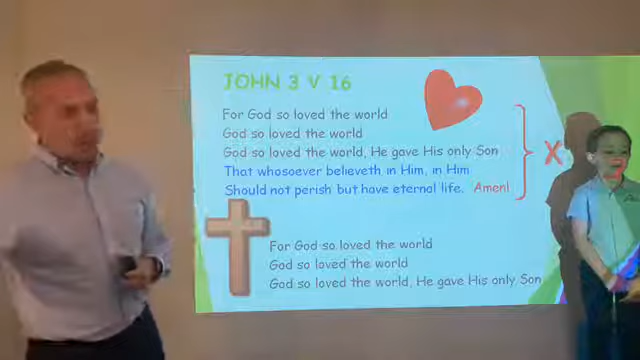 JOHN 3 V 16
For God so loved the world
God so loved the world
God so loved the world, He gave His only Son
That whosoever believeth in Him, in Him
Should not perish but have eternal life. Amen!
X
For God so loved the world
God so loved the world
God so loved the world, He gave His only Son